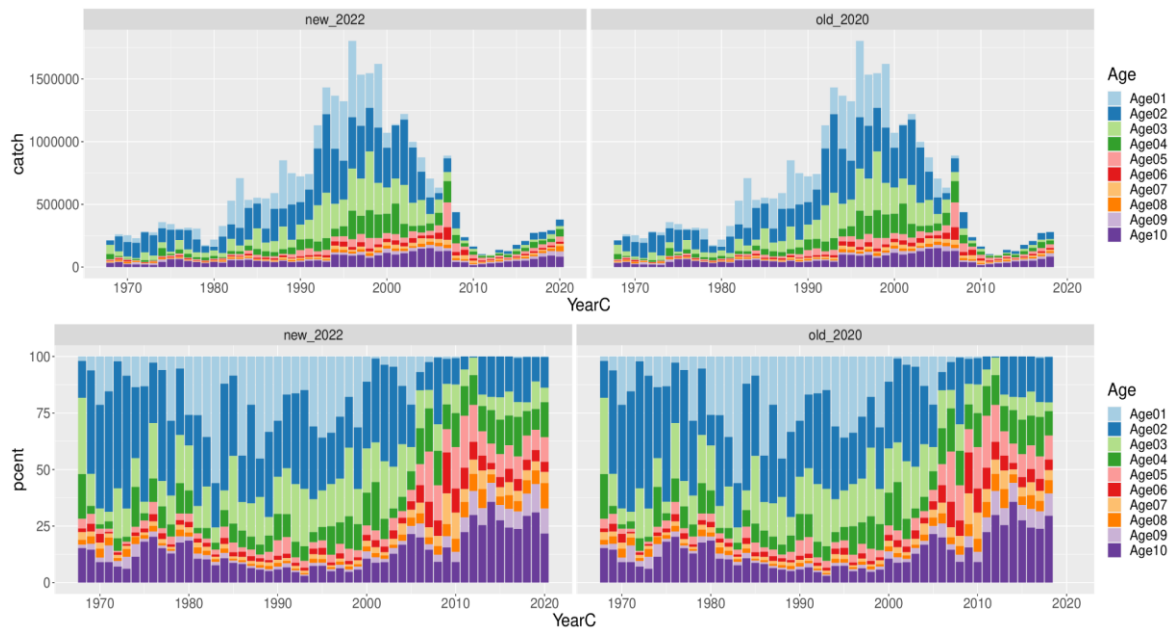 new_2022 old_2020
catch
1500000
1000000
500000
0
1970 1980 1990 2000 2010 2020 1970 1980 1990 2000 2010 2020
YearC
Age
Age01
Age02
Age03
Age04
Age05
Age06
Age07
Age08
Age09
Age10
new_2022 old_2020
pcent
100
75
50
25
0
1970 1980 1990 2000 2010 2020 1970 1980 1990 2000 2010 2020
YearC
Age
Age01
Age02
Age03
Age04
Age05
Age06
Age07
Age08
Age09
Age10